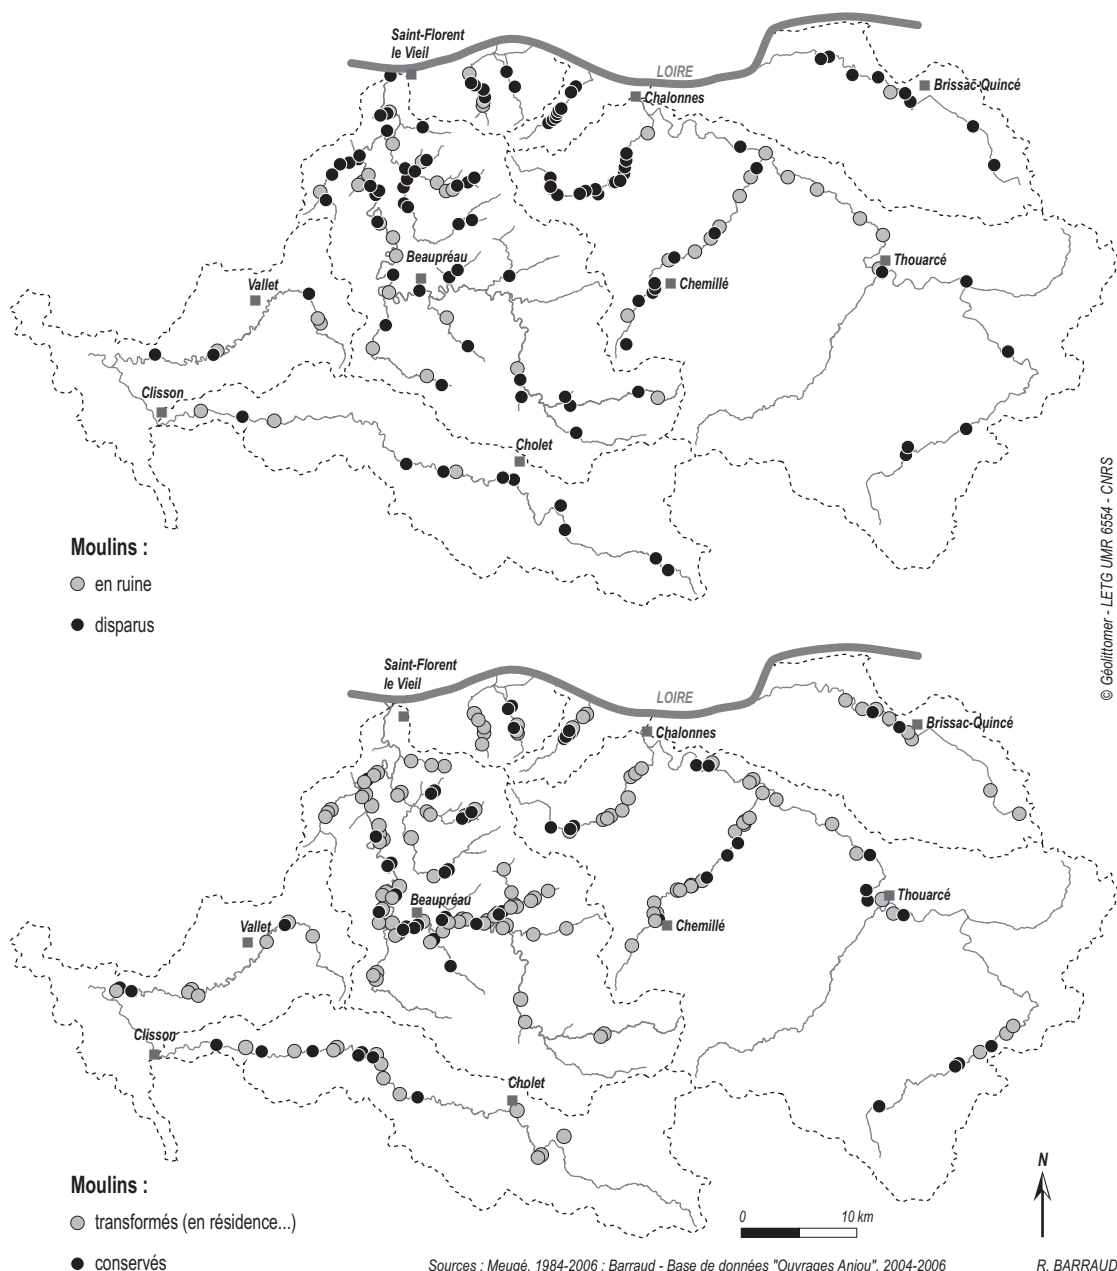 Saint-Florent
le Vieil
LOIRE
Chalonnes
Brissac-Quincé
Beaupréau
Thouarcé
Vallet
Chemillé
Clisson
Cholet
Moulins :
en ruine
disparus
© Géolittomer - LETG UMR 6554 - CNRS
Saint-Florent
le Vieil
LOIRE
Chalonnes
Brissac-Quincé
Beaupréau
Thouarcé
Vallet
Chemillé
Clisson
Cholet
Moulins :
transformés (en résidence...)
conservés
N
0 10 km
Sources : Meugé, 1984-2006 ; Barraud - Base de données "Ouvrages Anjou", 2004-2006
R. BARRAUD